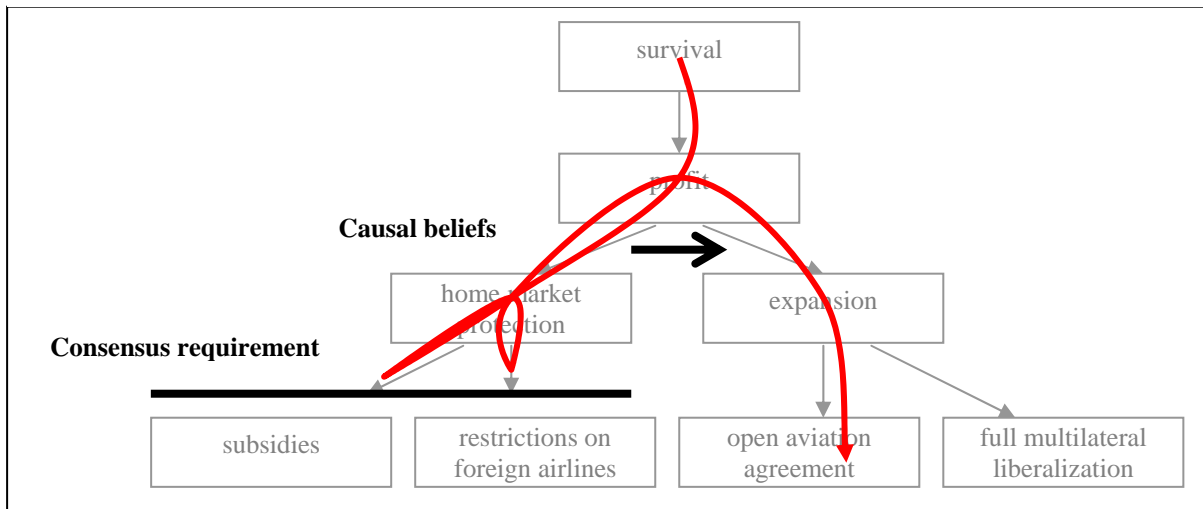 survival
profit
Causal beliefs
home market
protection
expansion
Consensus requirement
subsidies
restrictions on
foreign airlines
open aviation
agreement
full multilateral
liberalization